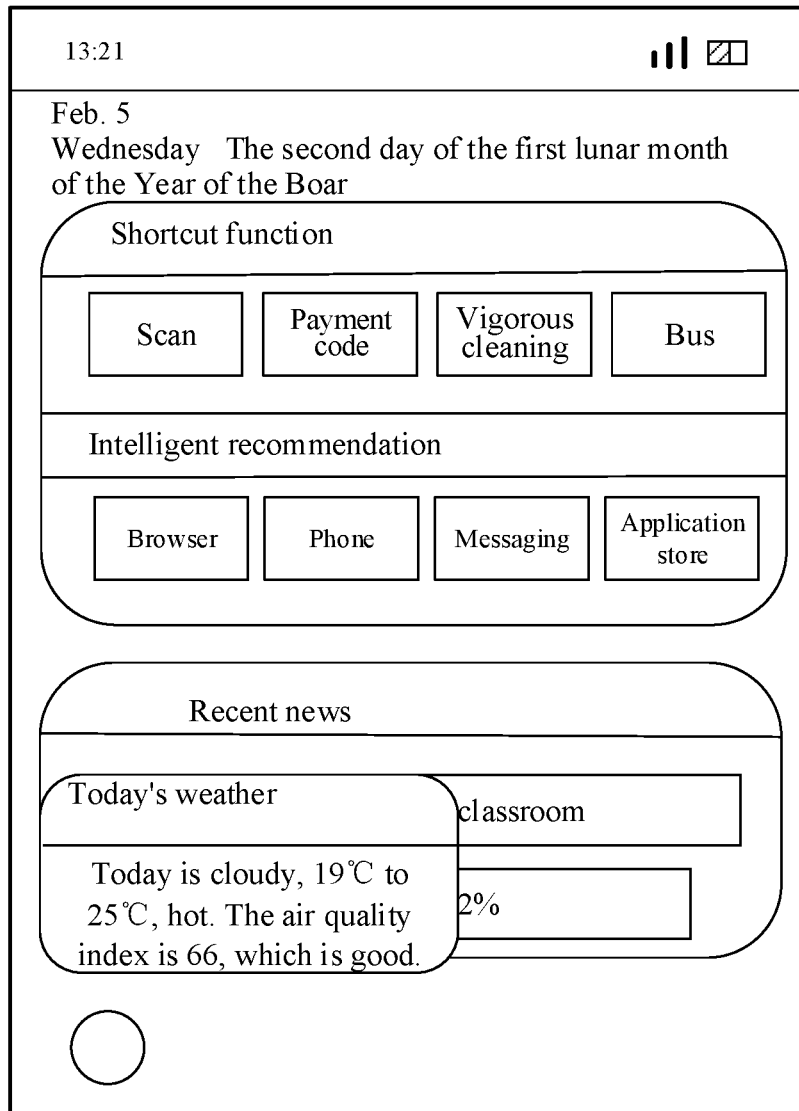 13:21
Feb. 5
Wednesday The second day of the first lunar month
of the Year of the Boar
Shortcut function
Scan
Payment
code
Vigorous
cleaning
Bus
Intelligent recommendation
Browser
Phone
Messaging
Application
store
Recent news
Today's weather
classroom
Today is cloudy, 19℃ to
25℃, hot. The air quality
index is 66, which is good.
2%